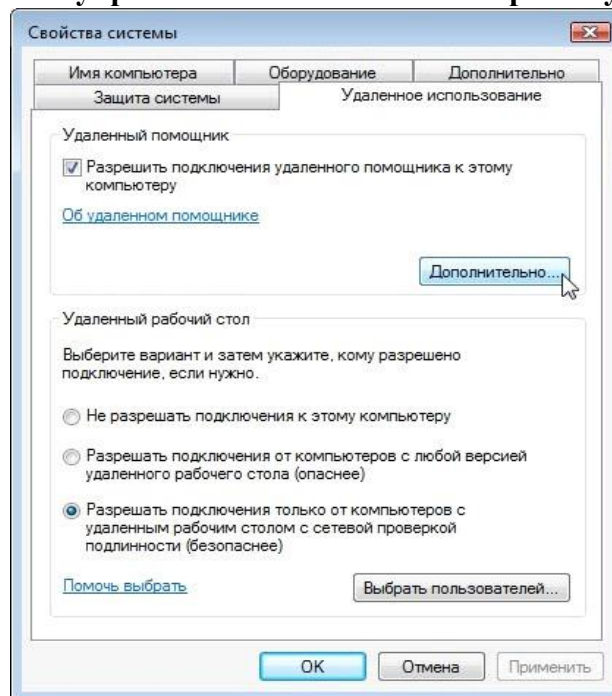 Свойства системы
Имя компьютера
Оборудование
Дополнительно
Защита системы
Удаленное использование
Удаленный помощник
Разрешить подключения удаленного помощника к этому
компьютеру
Об удаленном помощнике
Дополнительно...
Удаленный рабочий стол
Выберите вариант и затем укажите, кому разрешено
подключение, если нужно.
Не разрешать подключения к этому компьютеру
Разрешать подключения от компьютеров с любой версией
удаленного рабочего стола (опаснее)
Разрешать подключения только от компьютеров с
удаленным рабочим столом с сетевой проверкой
подлинности (безопаснее)
Помочь выбрать
Выбрать пользователей...
OK
Отмена
Применить